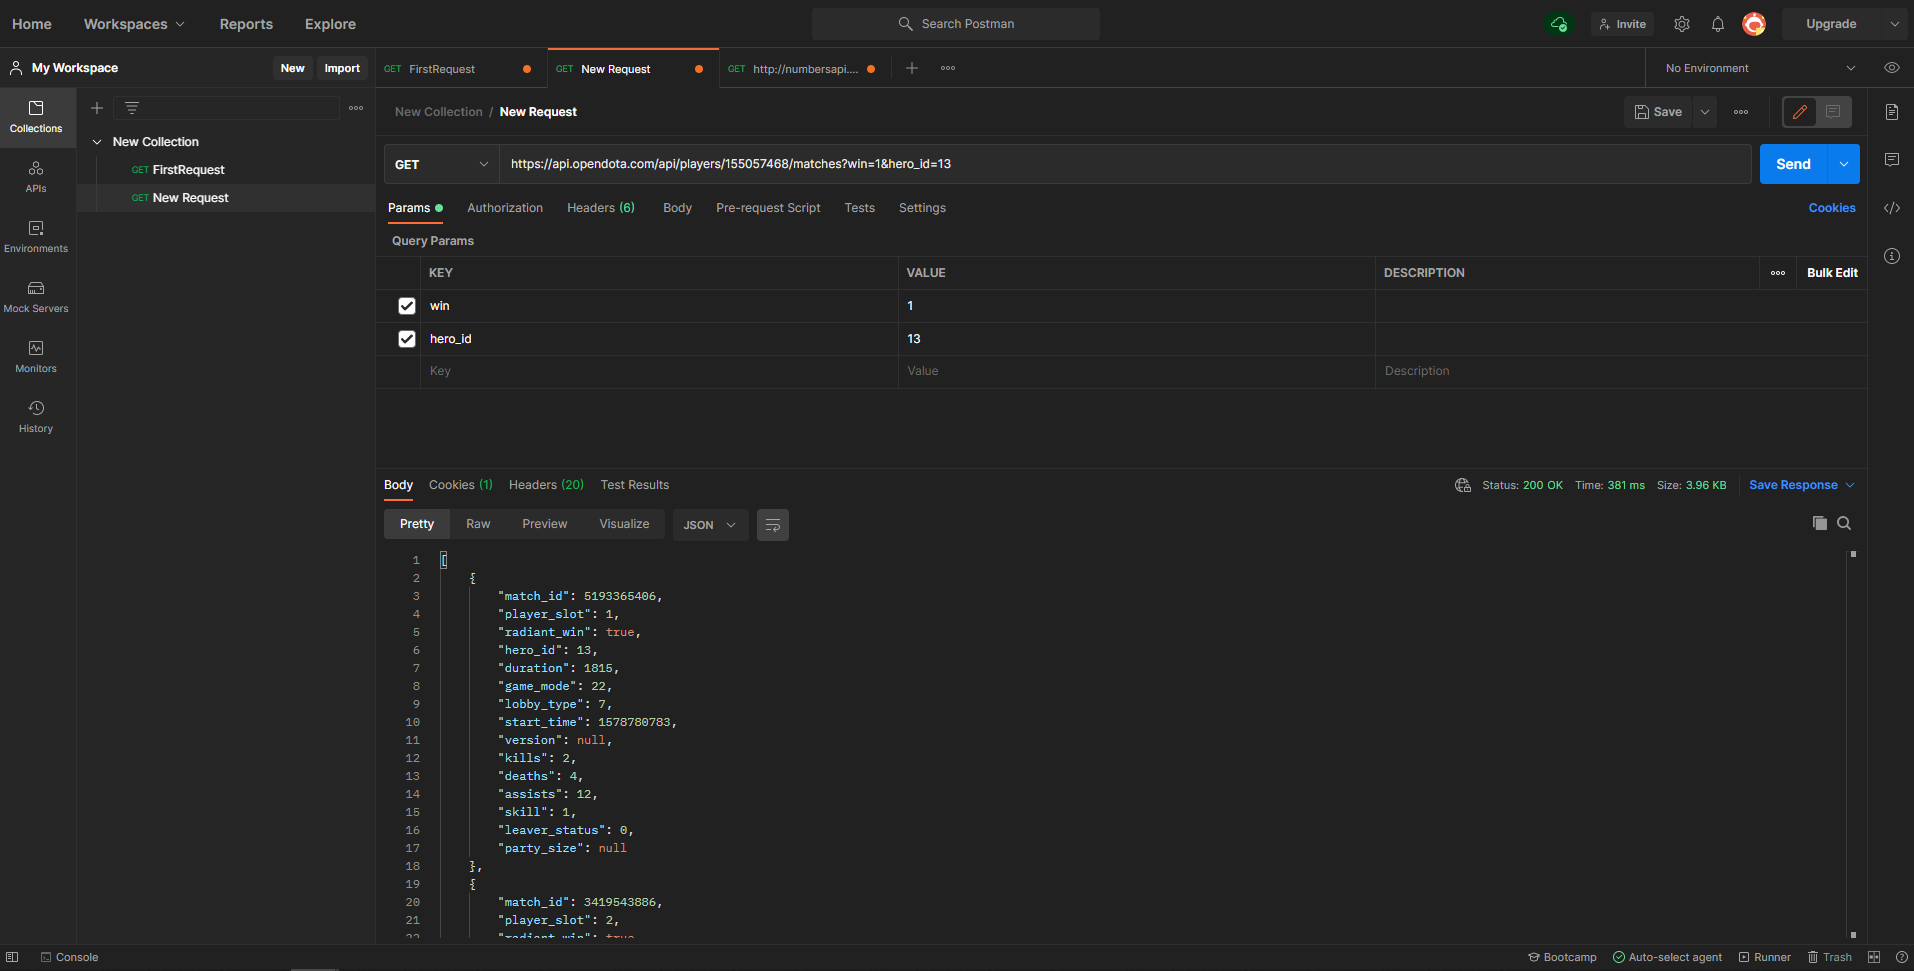 Home Workspaces Reports Explore Search Postman Invite Upgrade
My Workspace New Import GET FirstRequest GET New Request GET http://numbersapi.... No Environment
New Collection / New Request Save
Collections
New Collection
GET FirstRequest
GET New Request
APIs
Environments
Mock Servers
Monitors
History
GET https://api.opendota.com/api/players/155057468/matches?win=1&hero_id=13 Send
Params Authorization Headers (6) Body Pre-request Script Tests Settings Cookies
Query Params
KEY VALUE DESCRIPTION Bulk Edit
win 1
hero_id 13
Key Value Description
Body Cookies (1) Headers (20) Test Results Status: 200 OK Time: 381 ms Size: 3.96 KB Save Response
Pretty Raw Preview Visualize JSON
1 [
2 {
3 "match_id": 5193365406,
4 "player_slot": 1,
5 "radiant_win": true,
6 "hero_id": 13,
7 "duration": 1815,
8 "game_mode": 22,
9 "lobby_type": 7,
10 "start_time": 1578780783,
11 "version": null,
12 "kills": 2,
13 "deaths": 4,
14 "assists": 12,
15 "skill": 1,
16 "leaver_status": 0,
17 "party_size": null
18 },
19 {
20 "match_id": 3419543886,
21 "player_slot": 2,
22 "radiant_win": true
Console Bootcamp Auto-select agent Runner Trash